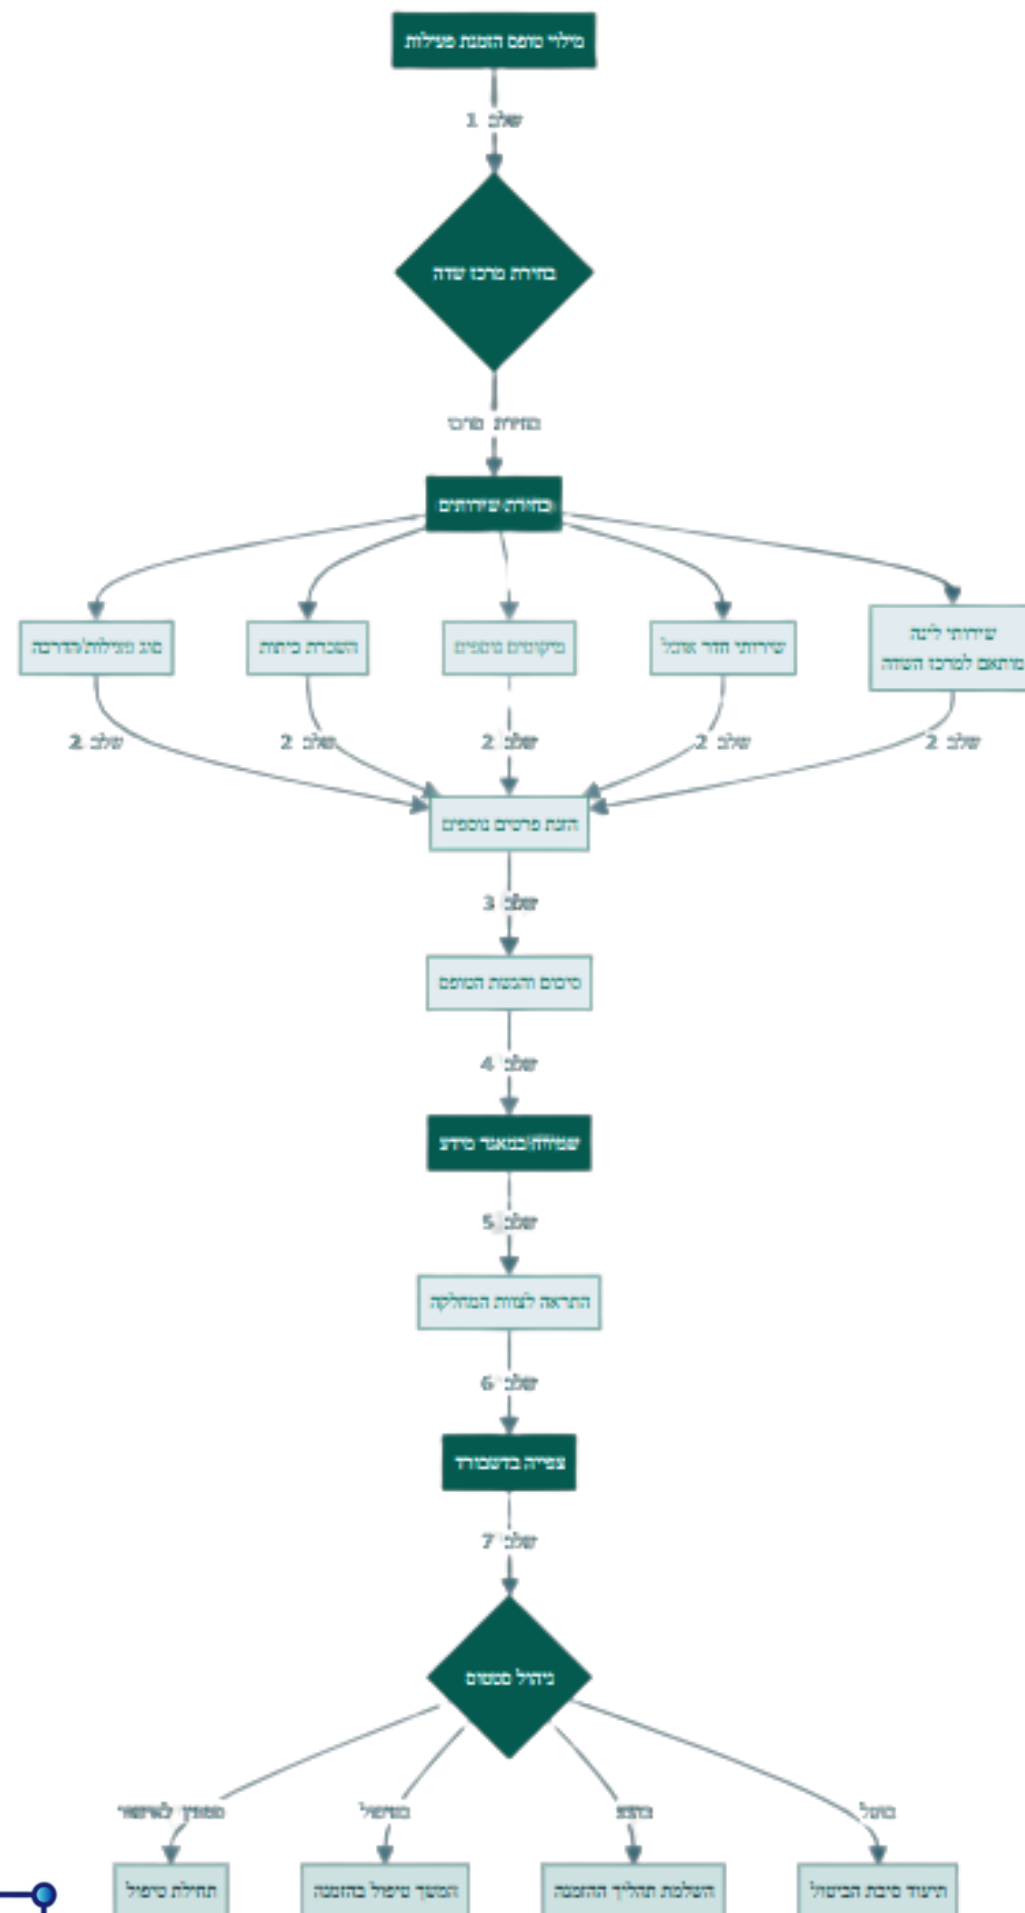 מילוי טופס הזמנת פעילות
שלב 1
בחירת מרכז שדה
בחירת מרכז
בחירת שירותים
סוג פעילות/הדרכה
השכרת כיתות
מיקומים נוספים
שירותי חדר אוכל
שירותי לינה
מותאם למרכז השדה
שלב 2
שלב 2
שלב 2
שלב 2
שלב 2
הזנת פרטים נוספים
שלב 3
סיכום והגשת הטופס
שלב 4
שמירה במאגר מידע
שלב 5
התראה לצוות המחלקה
שלב 6
צפייה בדשבורד
שלב 7
ניהול סטטוס
ממתין לאישור
בטיפול
בוצע
בוטל
תחילת טיפול
המשך טיפול בהזמנה
השלמת תהליך ההזמנה
תיעוד סיבת הביטול